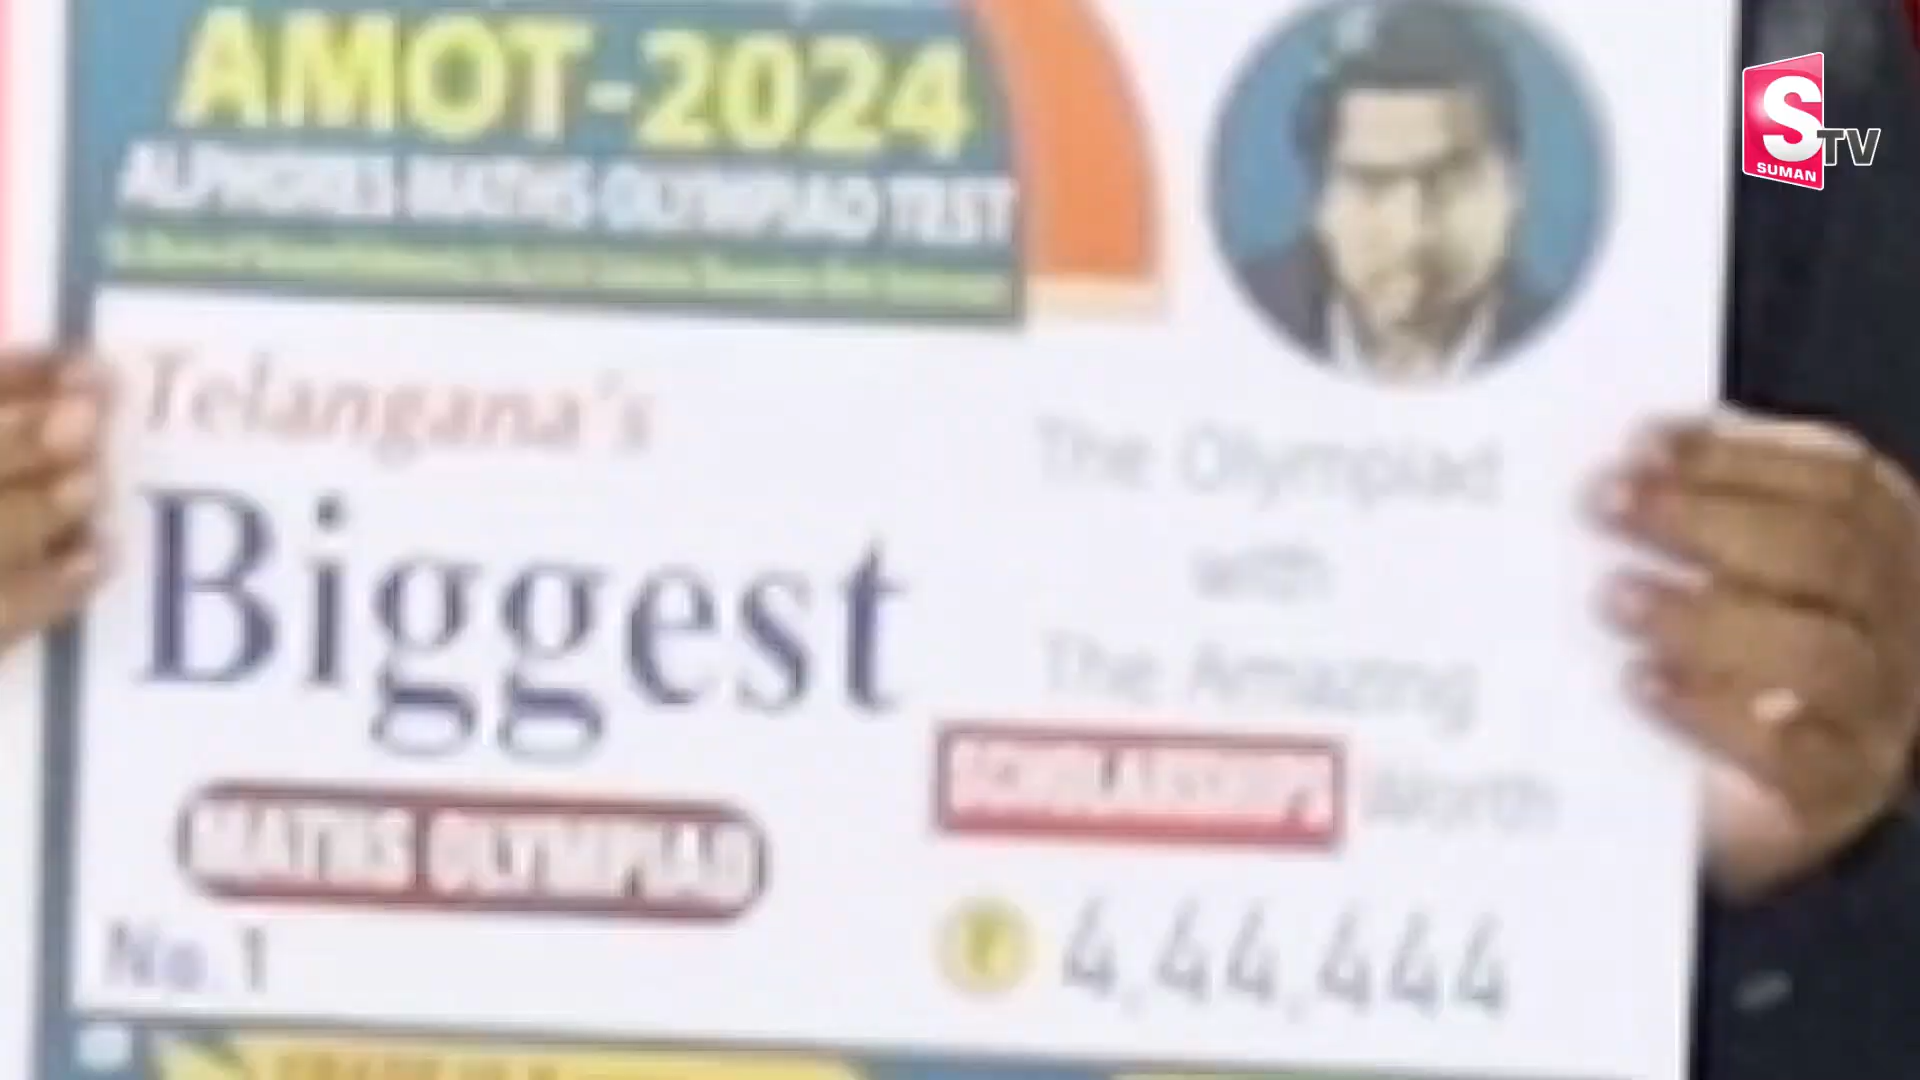 AMOT-2024
ALPHORES MATHS OLYMPIAD TEST
Telangana's
Biggest
MATHS OLYMPIAD
No. 1
The Olympiad
with
The Amazing
SCHOLARSHIPS Worth
₹ 4,44,444
S TV
SUMAN